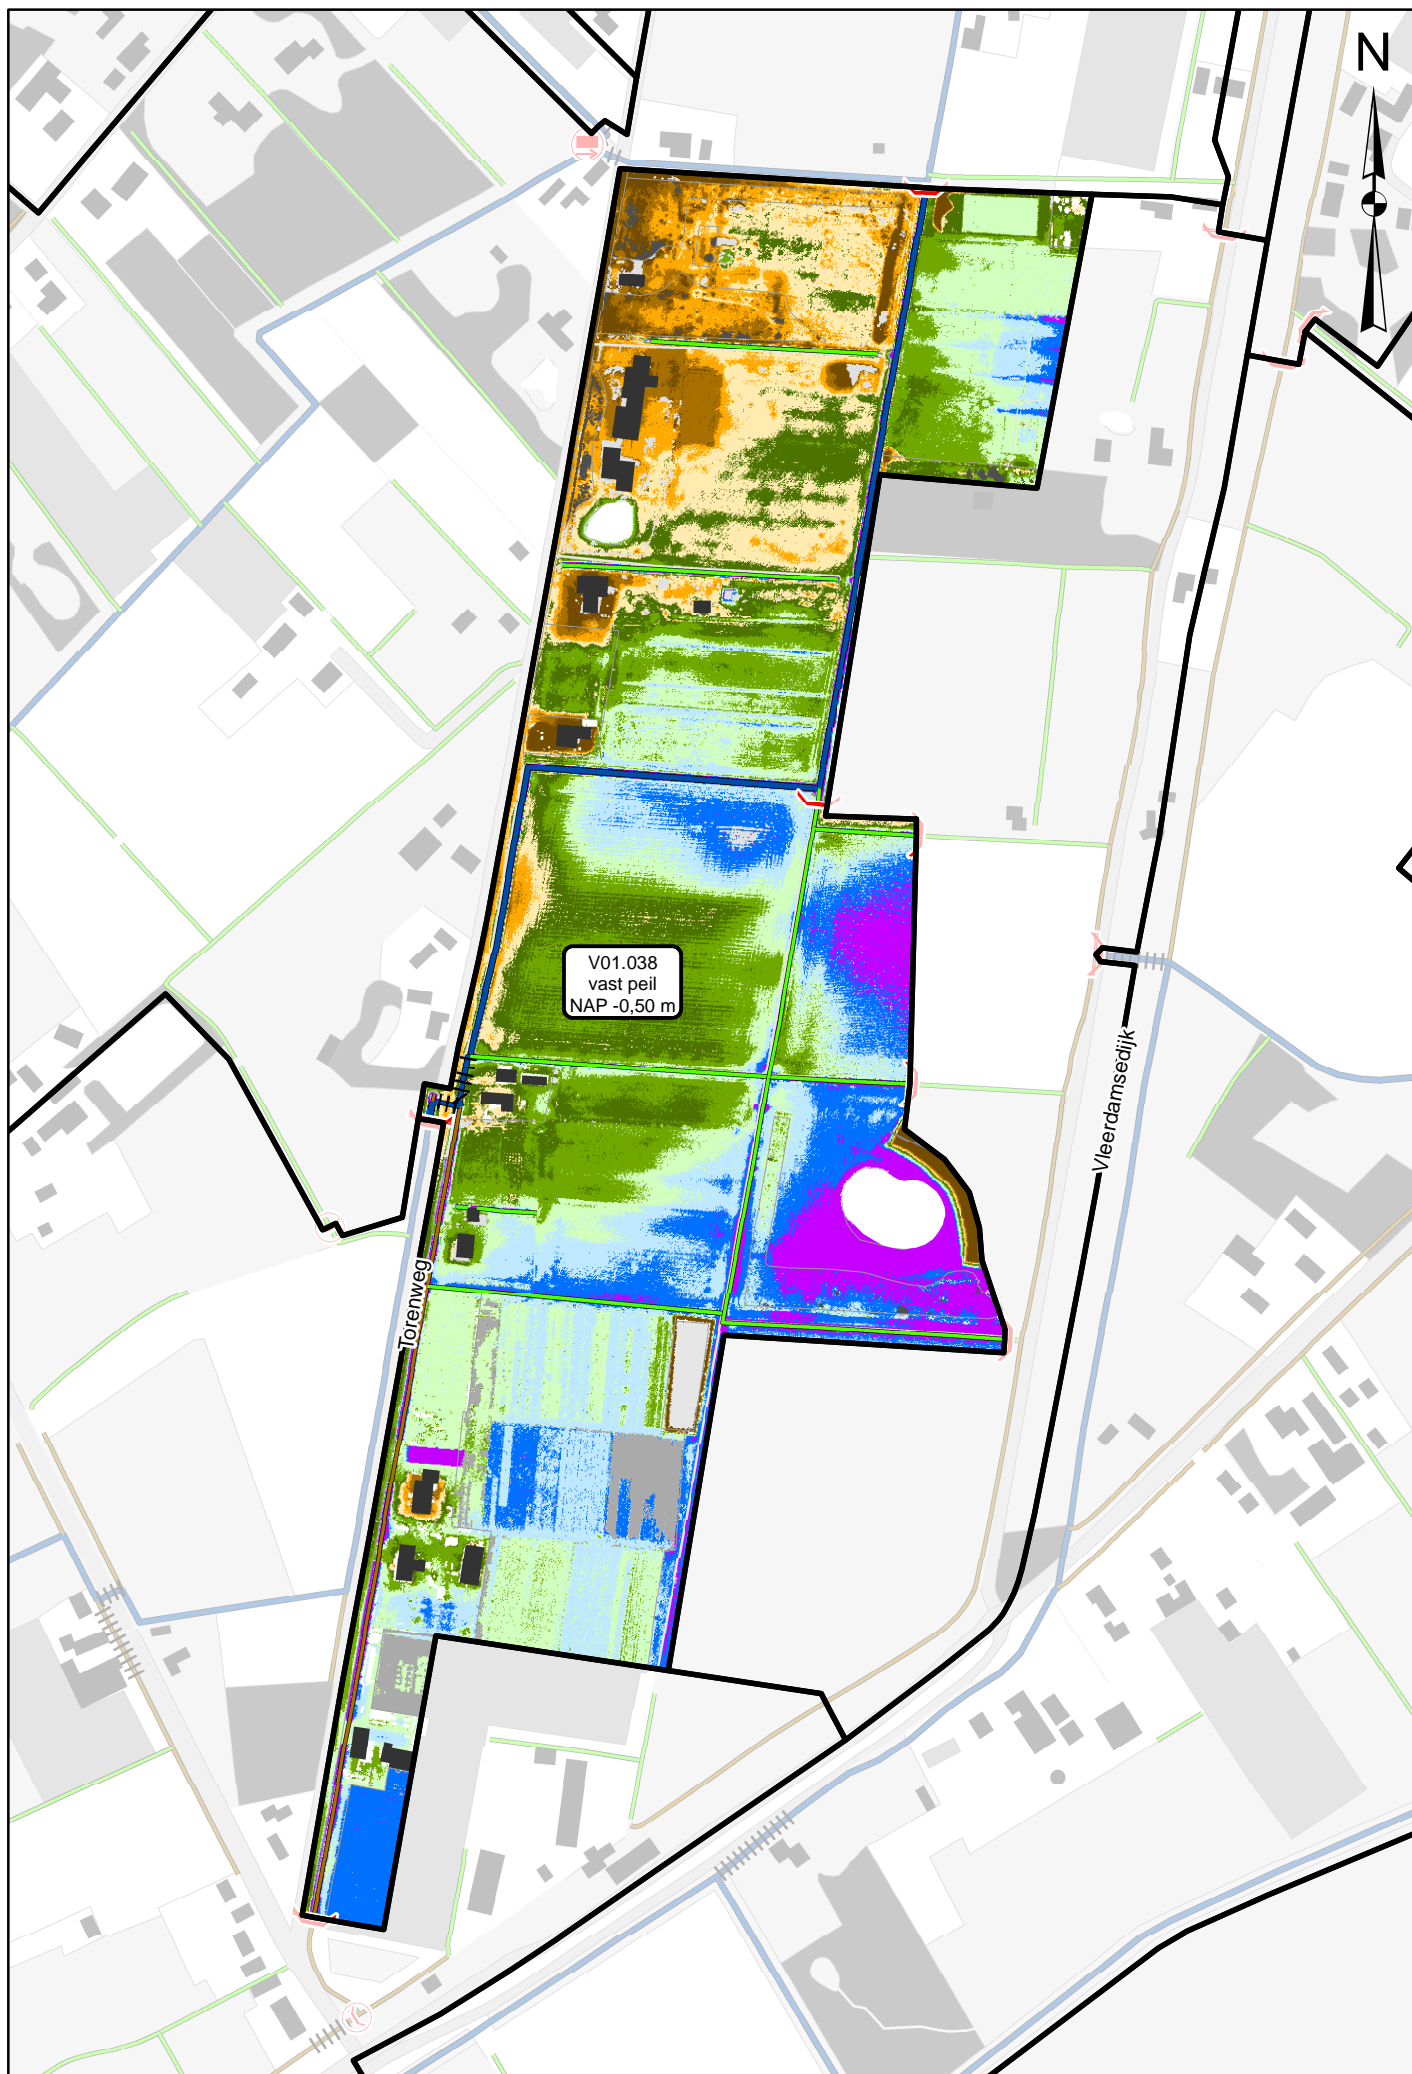 N
V01.038
vast peil
NAP -0,50 m
Vleerdamsedijk
Torenweg